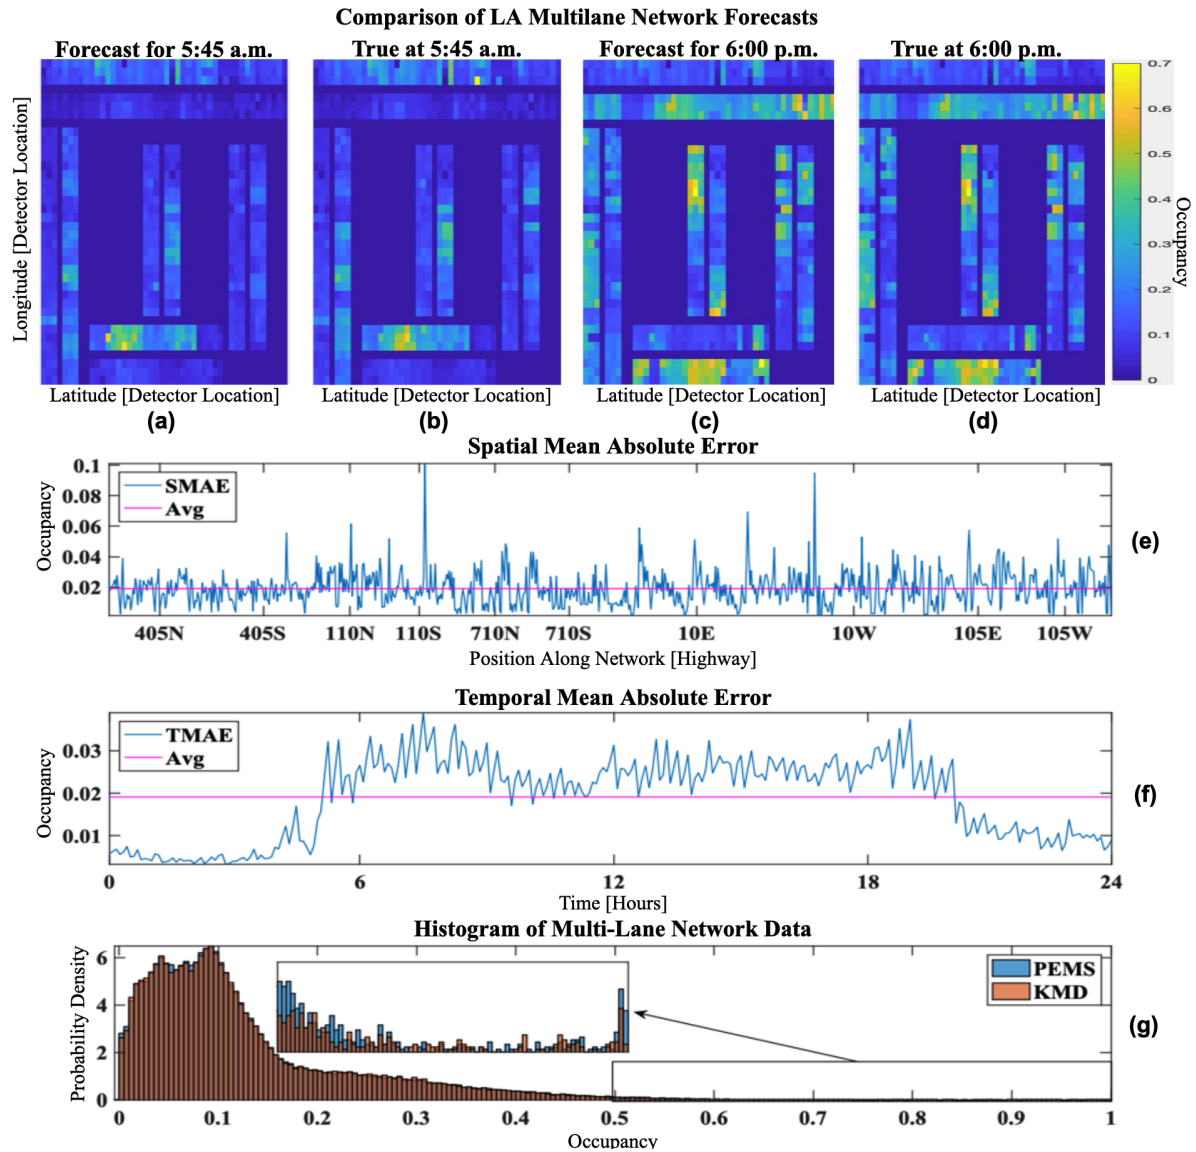 Comparison of LA Multilane Network Forecasts
Forecast for 5:45 a.m.
True at 5:45 a.m.
Forecast for 6:00 p.m.
True at 6:00 p.m.
Longitude [Detector Location]
0.7
0.6
0.5
0.4
0.3
0.2
0.1
0
Occupancy
Latitude [Detector Location]
Latitude [Detector Location]
Latitude [Detector Location]
Latitude [Detector Location]
(a)
(b)
(c)
(d)
Spatial Mean Absolute Error
Occupancy
0.1
0.08
0.06
0.04
0.02
SMAE
Avg
(e)
405N 405S 110N 110S 710N 710S 10E 10W 105E 105W
Position Along Network [Highway]
Temporal Mean Absolute Error
Occupancy
0.03
0.02
0.01
TMAE
Avg
(f)
0 6 12 18 24
Time [Hours]
Histogram of Multi-Lane Network Data
Probability Density
6
4
2
0
PEMS
KMD
(g)
0 0.1 0.2 0.3 0.4 0.5 0.6 0.7 0.8 0.9 1
Occupancy